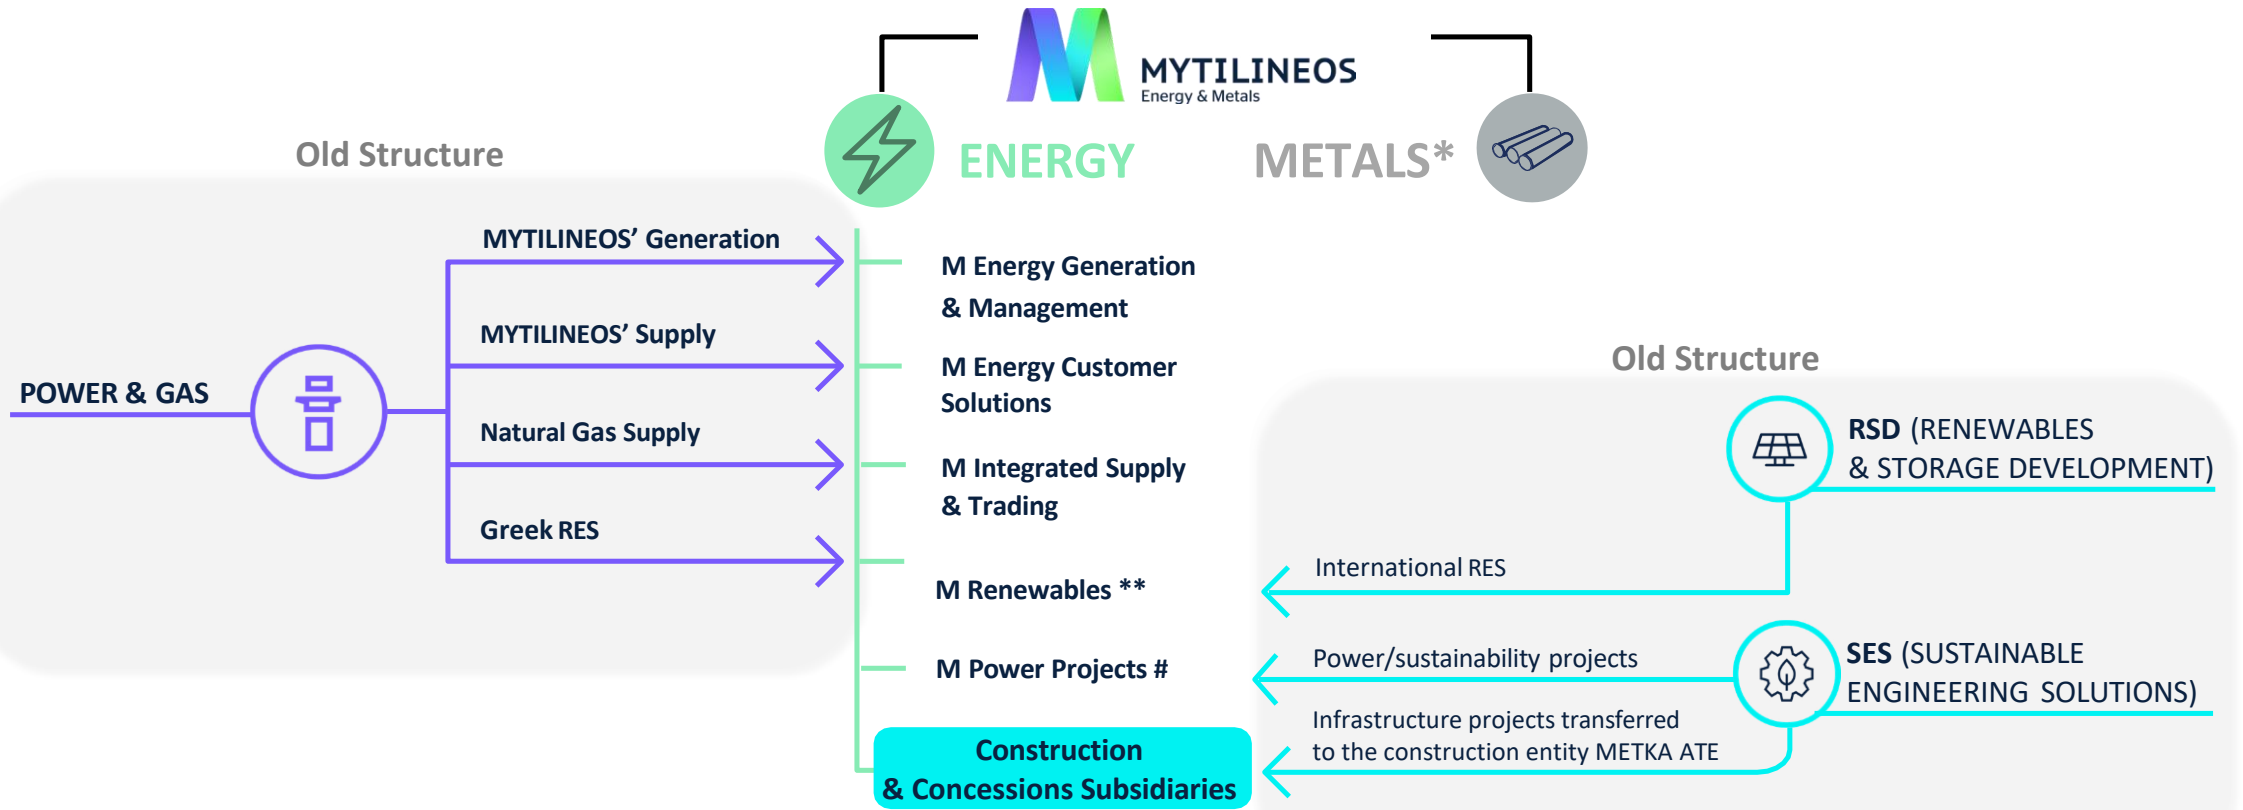 MYTILINEOS
Energy & Metals
ENERGY
METALS*
Old Structure
POWER & GAS
MYTILINEOS’ Generation
MYTILINEOS’ Supply
Natural Gas Supply
Greek RES
M Energy Generation
& Management
M Energy Customer
Solutions
M Integrated Supply
& Trading
M Renewables **
M Power Projects #
Construction
& Concessions Subsidiaries
Old Structure
RSD (RENEWABLES
& STORAGE DEVELOPMENT)
International RES
SES (SUSTAINABLE
ENGINEERING SOLUTIONS)
Power/sustainability projects
Infrastructure projects transferred
to the construction entity METKA ATE